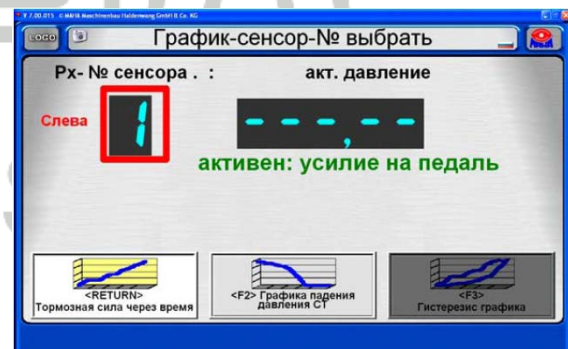 V 7.00.015 © MAHA Maschinenbau Haldenwang GmbH & Co. KG
LOGO График-сенсор-№ выбрать
Px- № сенсора . : акт. давление
Слева 1 ----,--
активен: усилие на педаль
<RETURN>
Тормозная сила через время
<F2> Графика падения
давления СТ
<F3>
Гистерезис графика